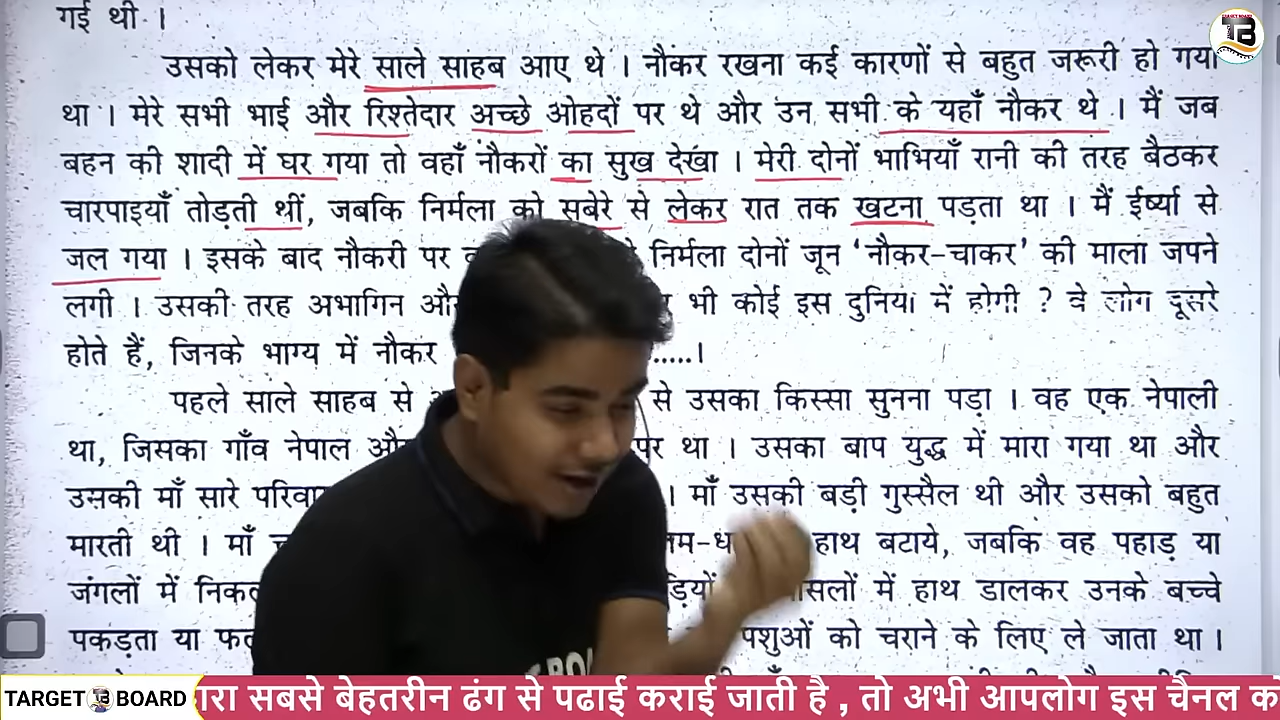 गई थी ।
उसको लेकर मेरे साले साहब आए थे । नौकर रखना कई कारणों से बहुत जरूरी हो गया
था । मेरे सभी भाई और रिश्तेदार अच्छे ओहदों पर थे और उन सभी के यहाँ नौकर थे । मैं जब
बहन की शादी में घर गया तो वहाँ नौकरों का सुख देखा । मेरी दोनों भाभियाँ रानी की तरह बैठकर
चारपाइयाँ तोड़ती थीं, जबकि निर्मला को सबेरे से लेकर रात तक खटना पड़ता था । मैं ईर्ष्या से
जल गया । इसके बाद नौकरी पर निर्मला दोनों जून ‘नौकर-चाकर’ की माला जपने
लगी । उसकी तरह अभागिन भी कोई इस दुनिया में होगी ? वे लोग दूसरे
होते हैं, जिनके भाग्य में नौकर .....।
पहले साले साहब से से उसका किस्सा सुनना पड़ा । वह एक नेपाली
था, जिसका गाँव नेपाल पर था । उसका बाप युद्ध में मारा गया था और
उसकी माँ सारे । माँ उसकी बड़ी गुस्सैल थी और उसको बहुत
मारती थी । माँ हाथ बटाये, जबकि वह पहाड़ या
जंगलों में में हाथ डालकर उनके बच्चे
पकड़ता या पशुओं को चराने के लिए ले जाता था ।
TARGET BOARD
TB
TARGET BOARD सबसे बेहतरीन ढंग से पढाई कराई जाती है , तो अभी आपलोग इस चैनल को